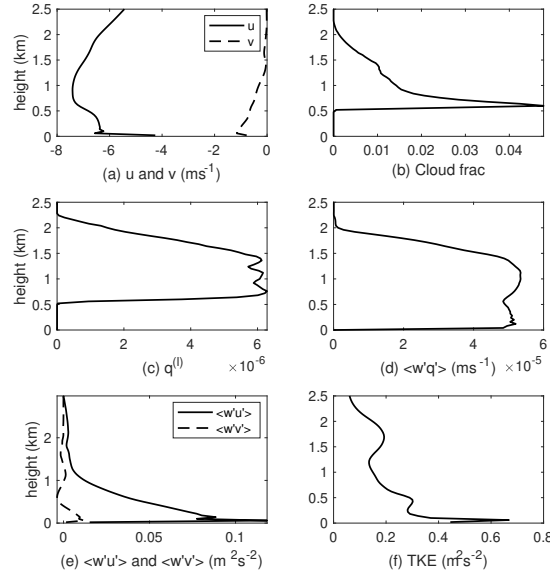 2.5
2
1.5
1
0.5
0
height (km)
u
v
-8 -6 -4 -2 0
(a) u and v (ms-1)
2.5
2
1.5
1
0.5
0
0 0.01 0.02 0.03 0.04
(b) Cloud frac
2.5
2
1.5
1
0.5
0
height (km)
0 2 4 6
×10-6
(c) q(l)
2.5
2
1.5
1
0.5
0
0 2 4 6
×10-5
(d) <w'q'> (ms-1)
2
1
0
height (km)
<w'u'>
<w'v'>
0 0.05 0.1
(e) <w'u'> and <w'v'> (m2s-2)
2.5
2
1.5
1
0.5
0
0 0.2 0.4 0.6 0.8
(f) TKE (m2s-2)